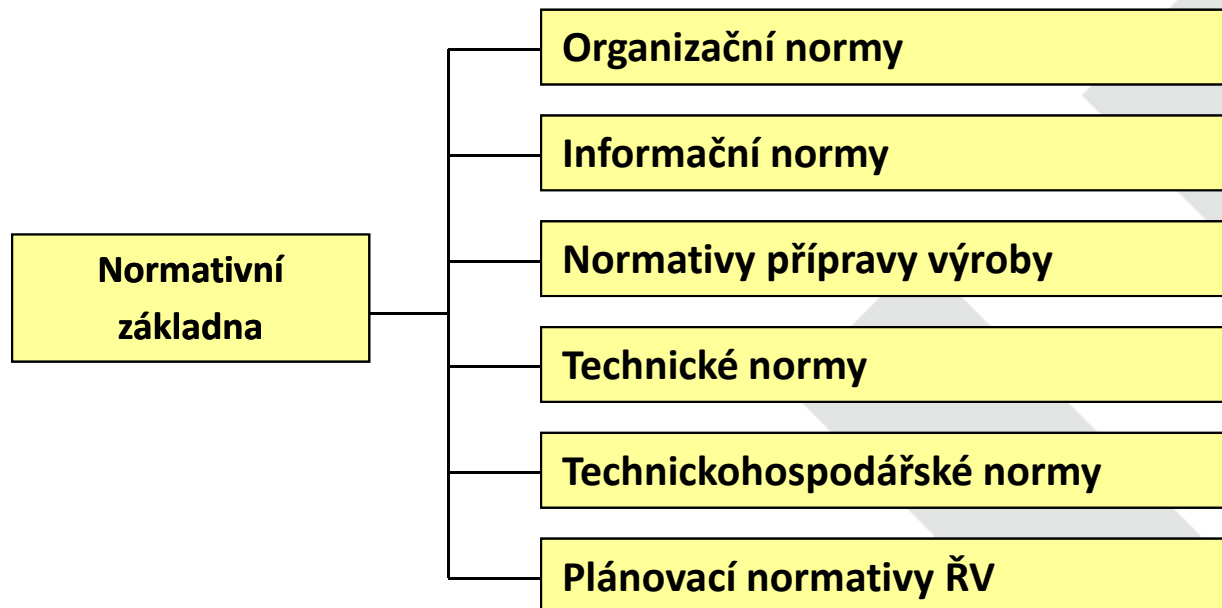 Organizační normy
Informační normy
Normativy přípravy výroby
Normativní
základna
Technické normy
Technickohospodářské normy
Plánovací normativy ŘV